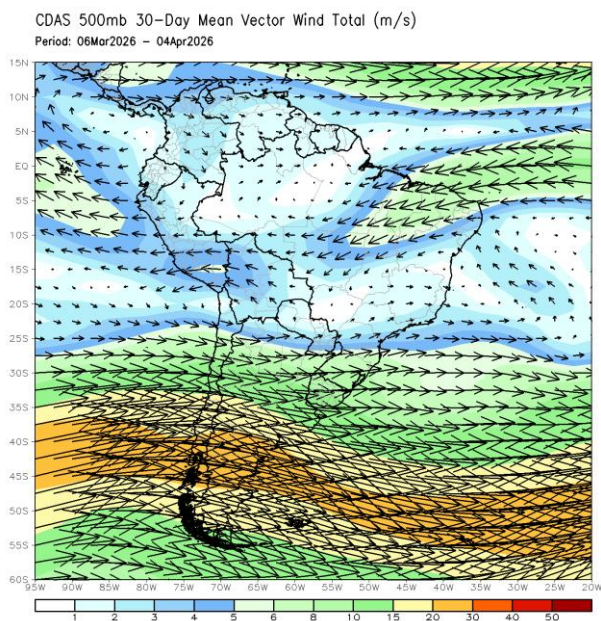 CDAS 500mb 30-Day Mean Vector Wind Total (m/s)
Period: 06Mar2026 - 04Apr2026
15N
10N
5N
EQ
5S
10S
15S
20S
25S
30S
35S
40S
45S
50S
55S
60S
95W 90W 85W 80W 75W 70W 65W 60W 55W 50W 45W 40W 35W 30W 25W 20W
1 2 3 4 5 6 8 10 15 20 30 40 50